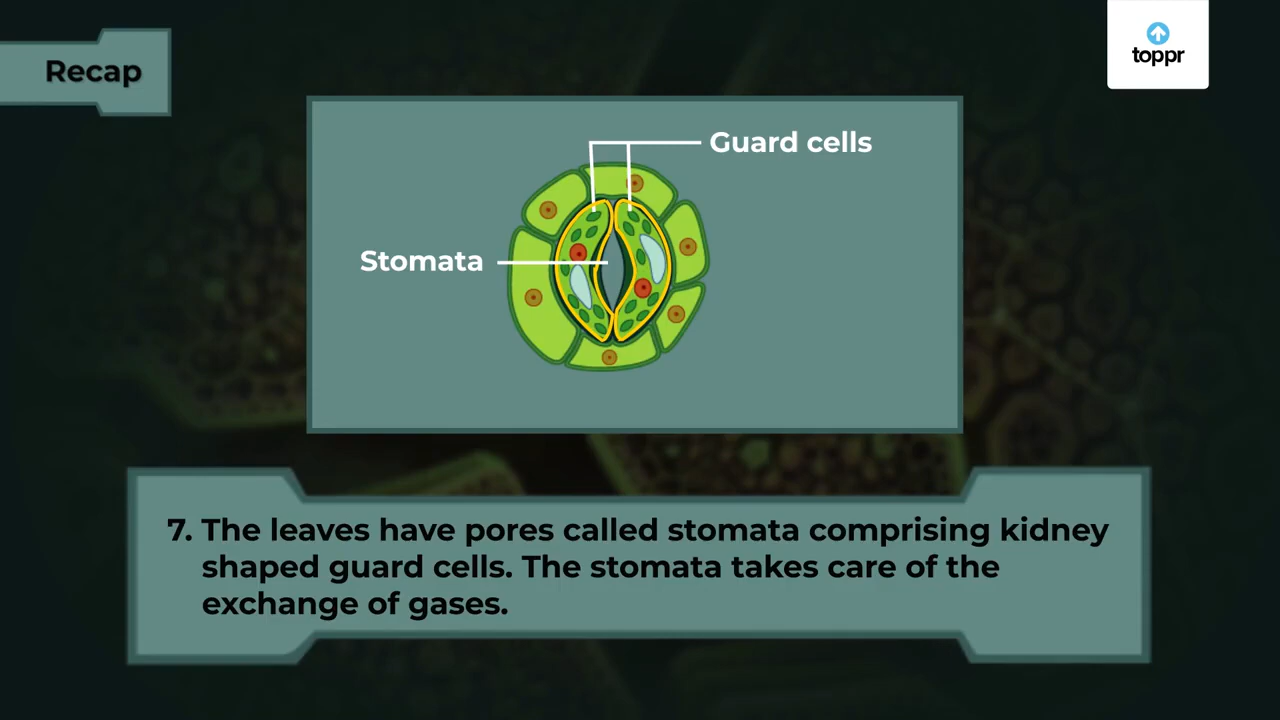 Recap
toppr
Guard cells
Stomata
7. The leaves have pores called stomata comprising kidney
shaped guard cells. The stomata takes care of the
exchange of gases.